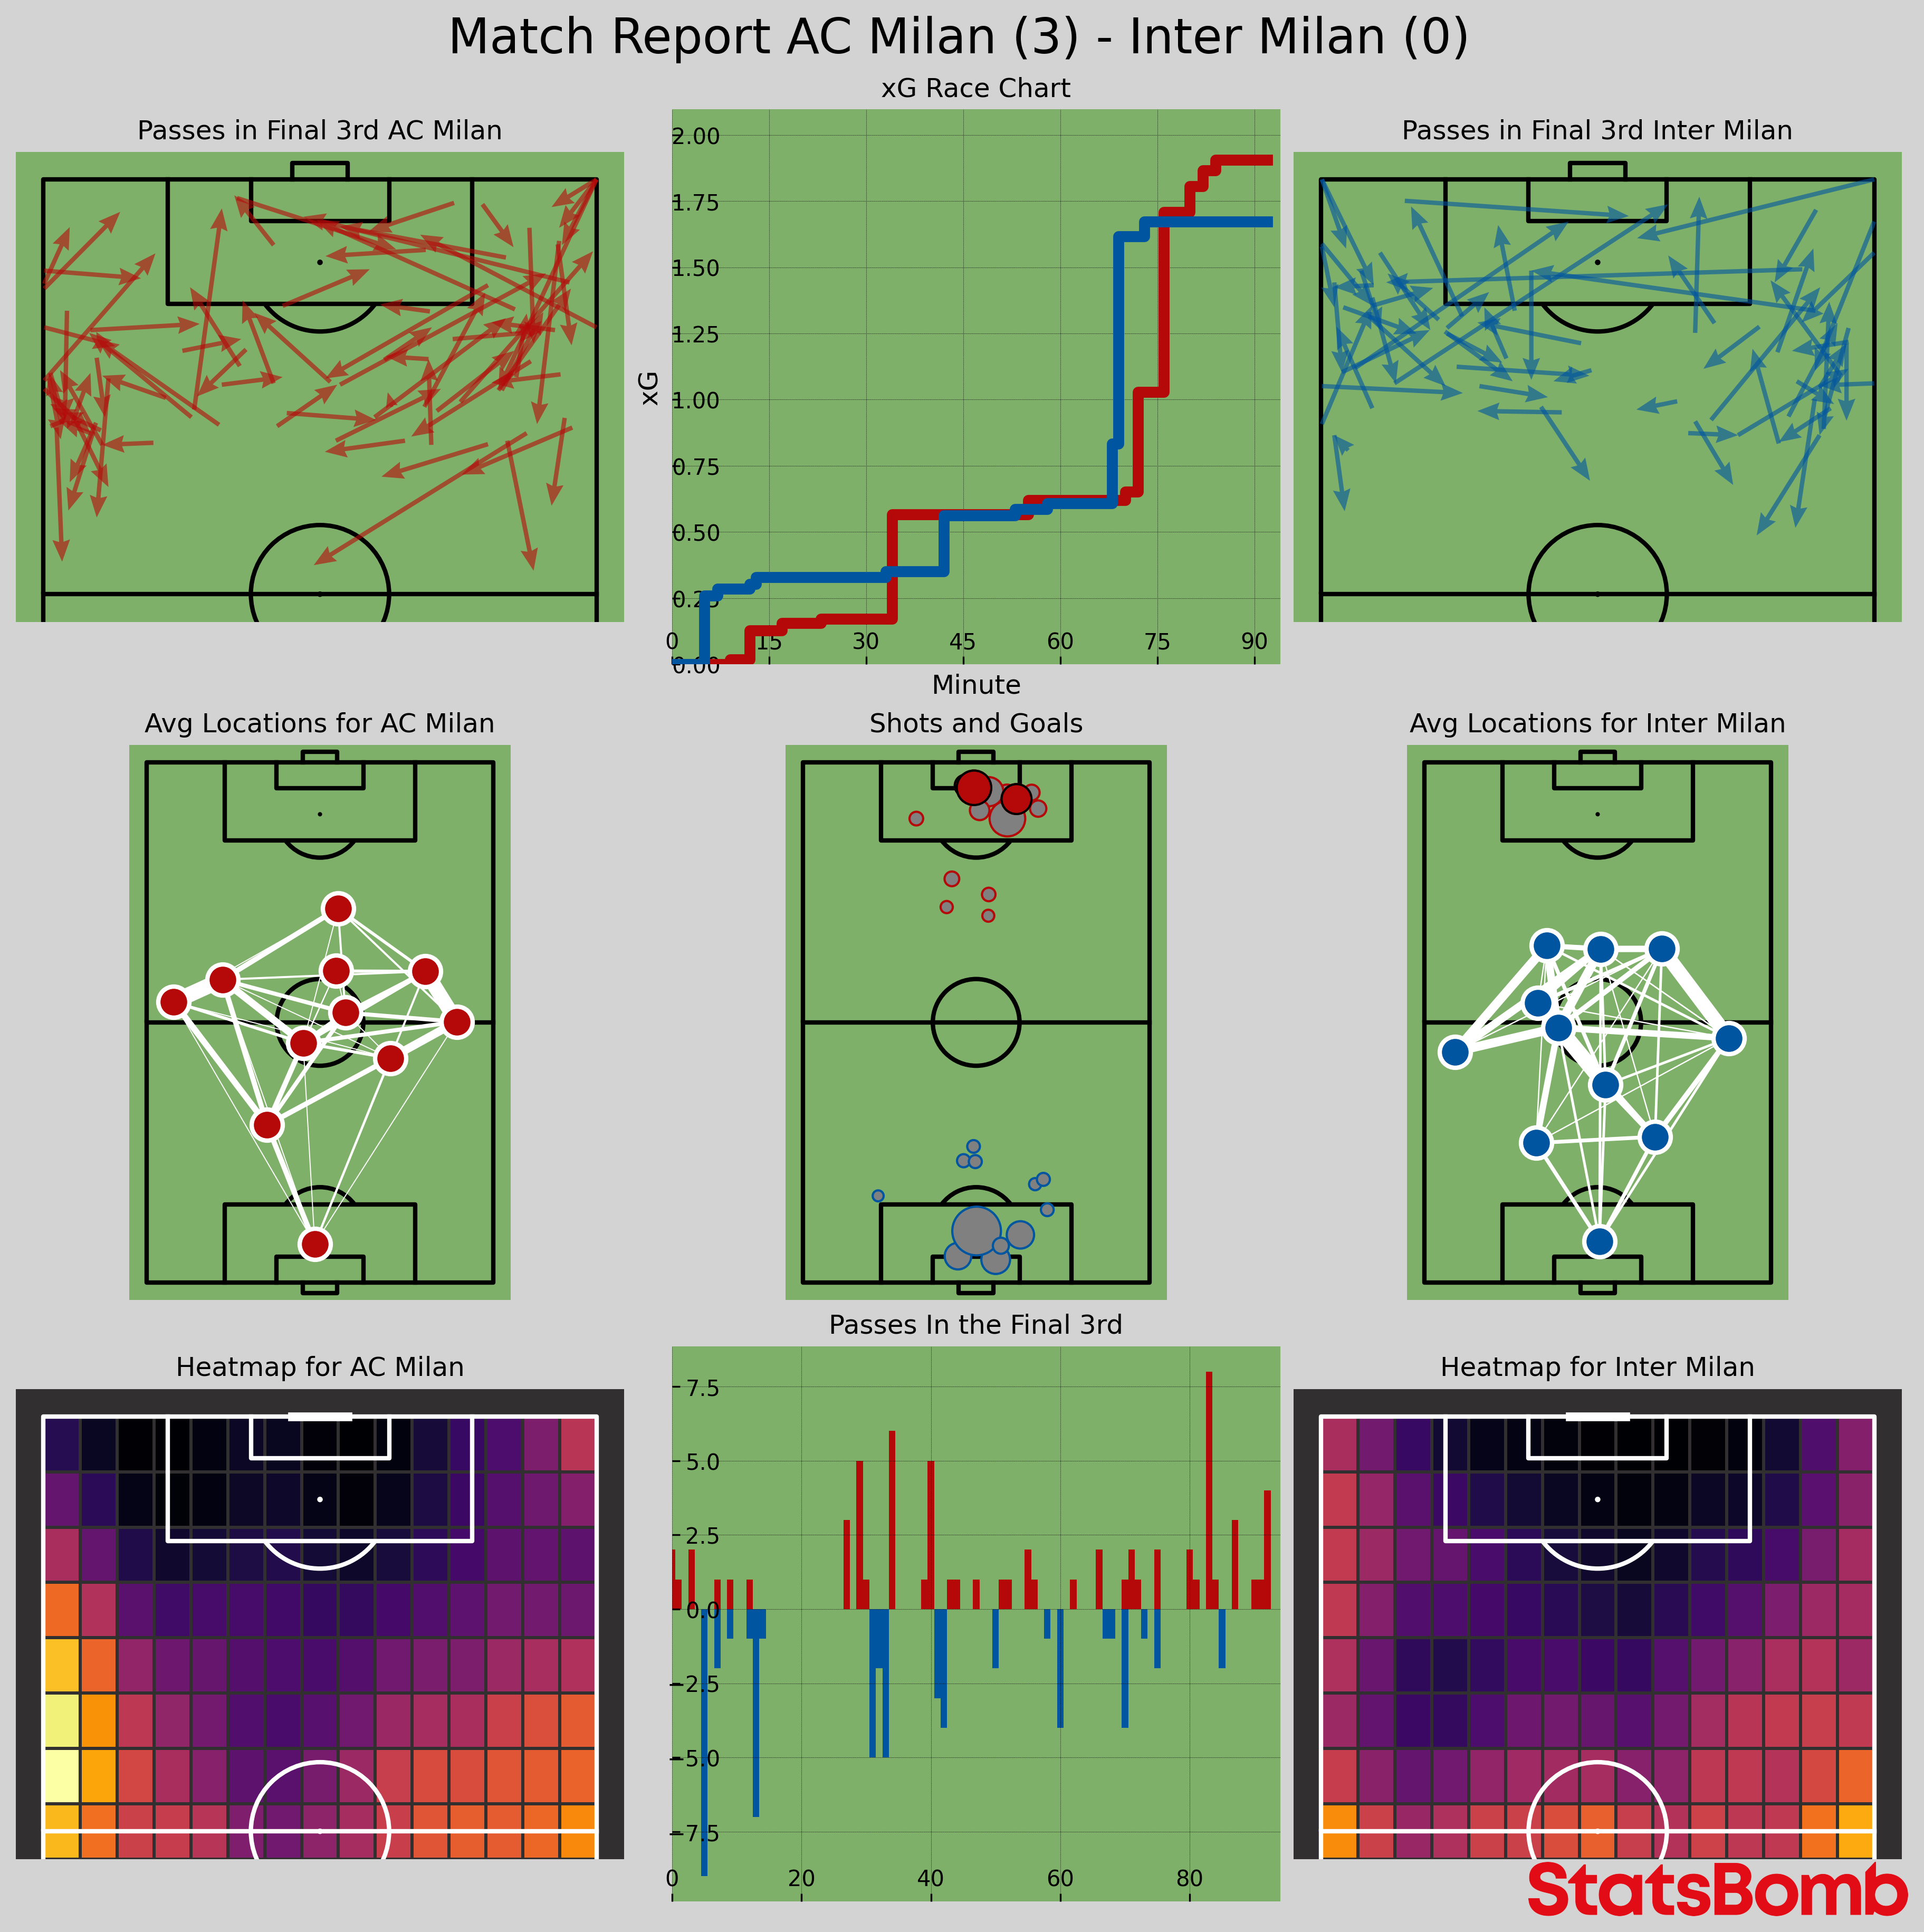 Match Report AC Milan (3) - Inter Milan (0)
Passes in Final 3rd AC Milan
xG Race Chart
xG
2.00
1.75
1.50
1.25
1.00
0.75
0.50
0.25
0.00
0 15 30 45 60 75 90
Minute
Passes in Final 3rd Inter Milan
Avg Locations for AC Milan
Shots and Goals
Avg Locations for Inter Milan
Heatmap for AC Milan
Passes In the Final 3rd
7.5
5.0
2.5
0.0
−2.5
−5.0
−7.5
0 20 40 60 80
Heatmap for Inter Milan
StatsBomb